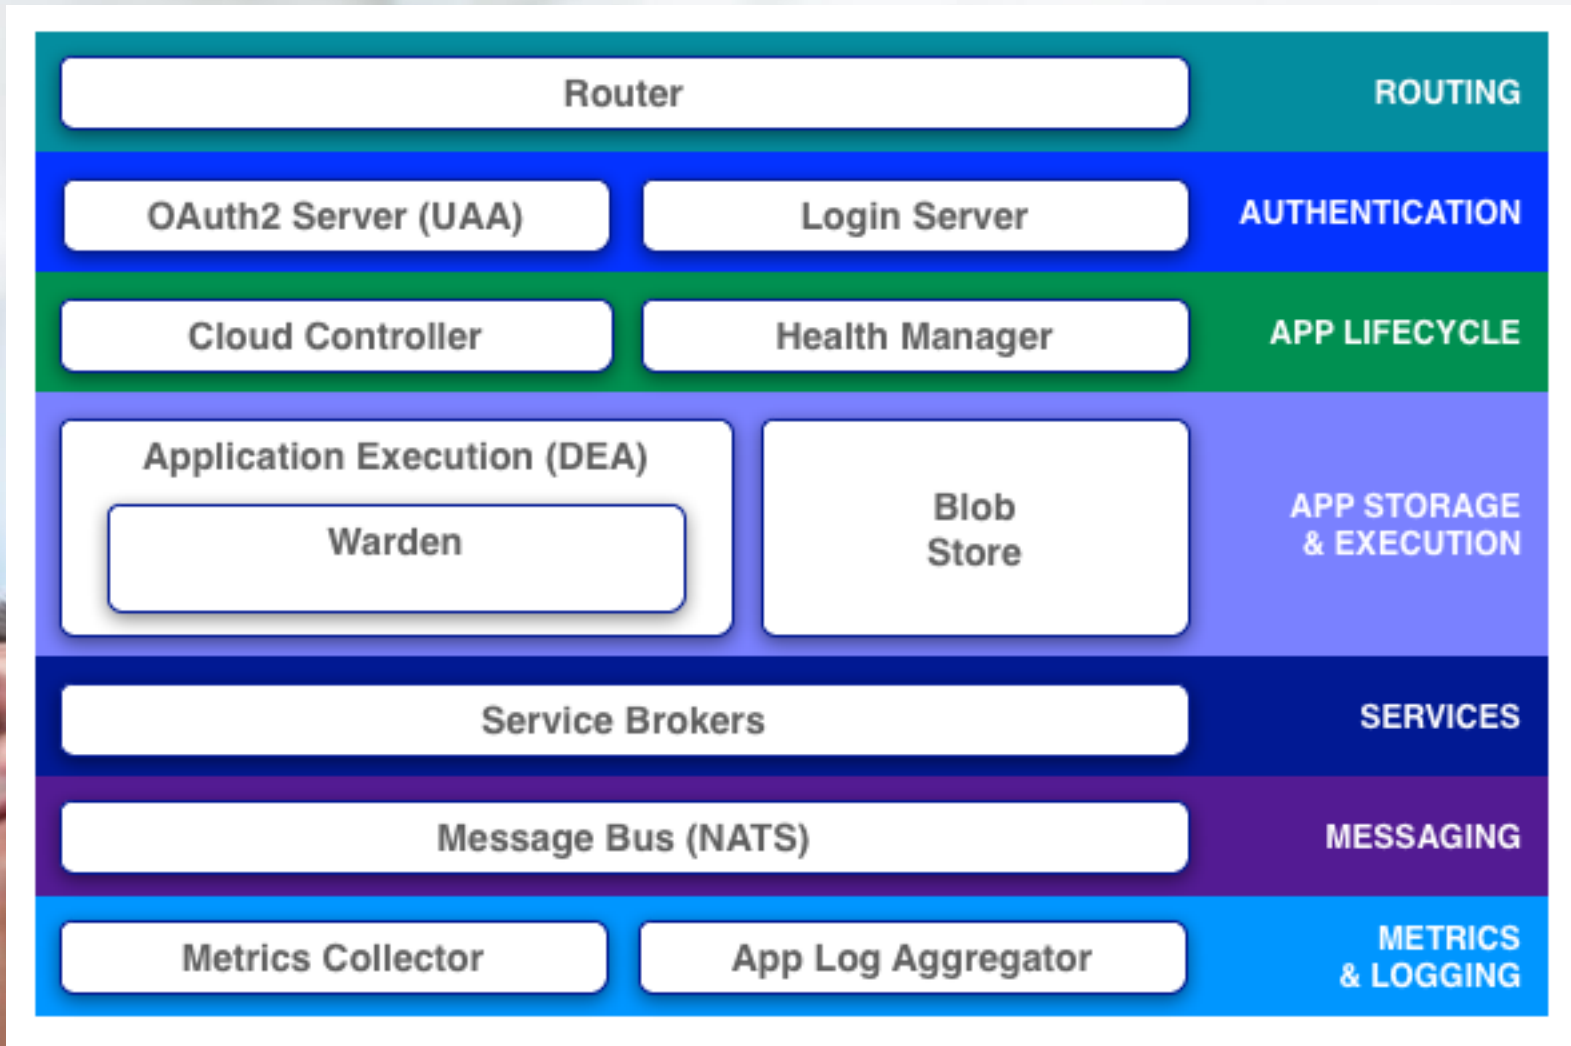 Router
ROUTING
OAuth2 Server (UAA)
Login Server
AUTHENTICATION
Cloud Controller
Health Manager
APP LIFECYCLE
Application Execution (DEA)
Warden
Blob
Store
APP STORAGE
& EXECUTION
Service Brokers
SERVICES
Message Bus (NATS)
MESSAGING
Metrics Collector
App Log Aggregator
METRICS
& LOGGING